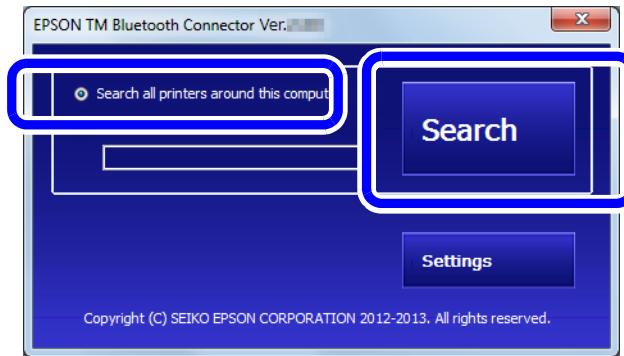 EPSON TM Bluetooth Connector Ver.
Search all printers around this comput
Search
Settings
Copyright (C) SEIKO EPSON CORPORATION 2012-2013. All rights reserved.